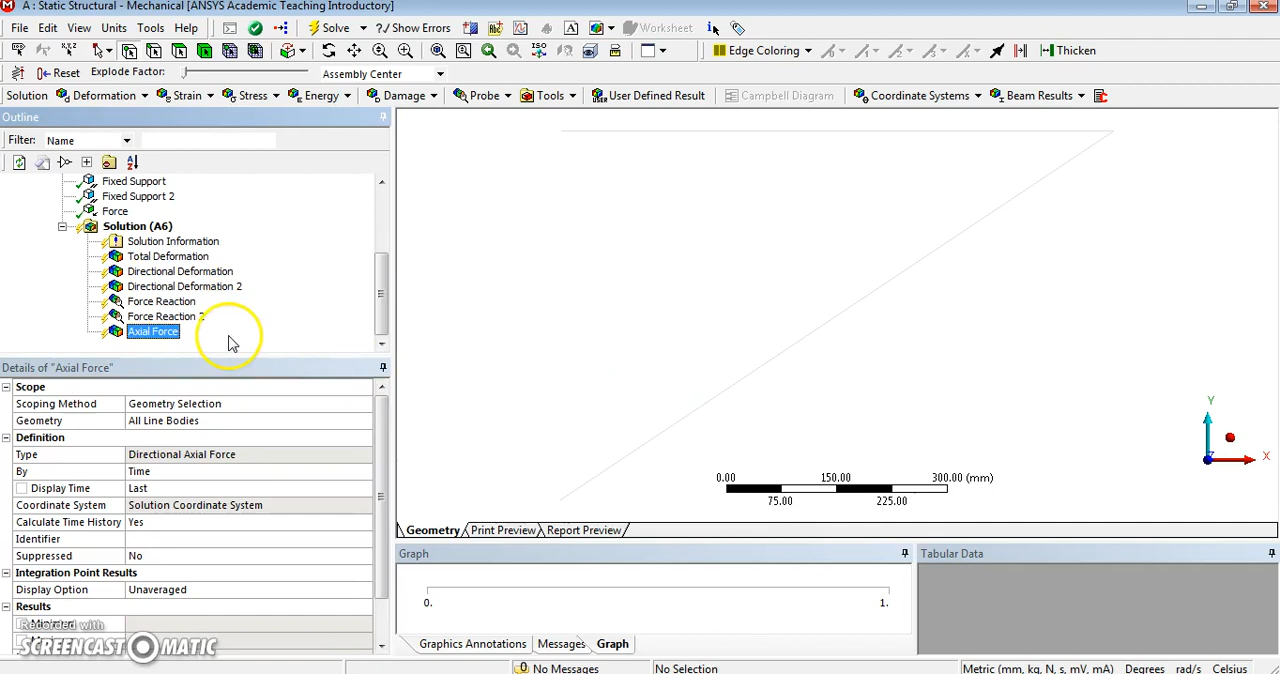 A : Static Structural - Mechanical [ANSYS Academic Teaching Introductory]
File Edit View Units Tools Help Solve Show Errors Worksheet
Edge Coloring Thicken
Reset Explode Factor: Assembly Center
Solution Deformation Strain Stress Energy Damage Probe Tools User Defined Result Campbell Diagram Coordinate Systems Beam Results
Outline
Filter: Name
Fixed Support
Fixed Support 2
Force
Solution (A6)
Solution Information
Total Deformation
Directional Deformation
Directional Deformation 2
Force Reaction
Force Reaction 2
Axial Force
Details of "Axial Force"
Scope
Scoping Method Geometry Selection
Geometry All Line Bodies
Definition
Type Directional Axial Force
By Time
Display Time Last
Coordinate System Solution Coordinate System
Calculate Time History Yes
Identifier
Suppressed No
Integration Point Results
Display Option Unaveraged
Results
Recorded with
SCREENCAST-O-MATIC
Y
X
0.00 150.00 300.00 (mm)
75.00 225.00
Geometry Print Preview Report Preview
Graph
0. 1.
Graphics Annotations Messages Graph
Tabular Data
0 No Messages No Selection Metric (mm, kg, N, s, mV, mA) Degrees rad/s Celsius